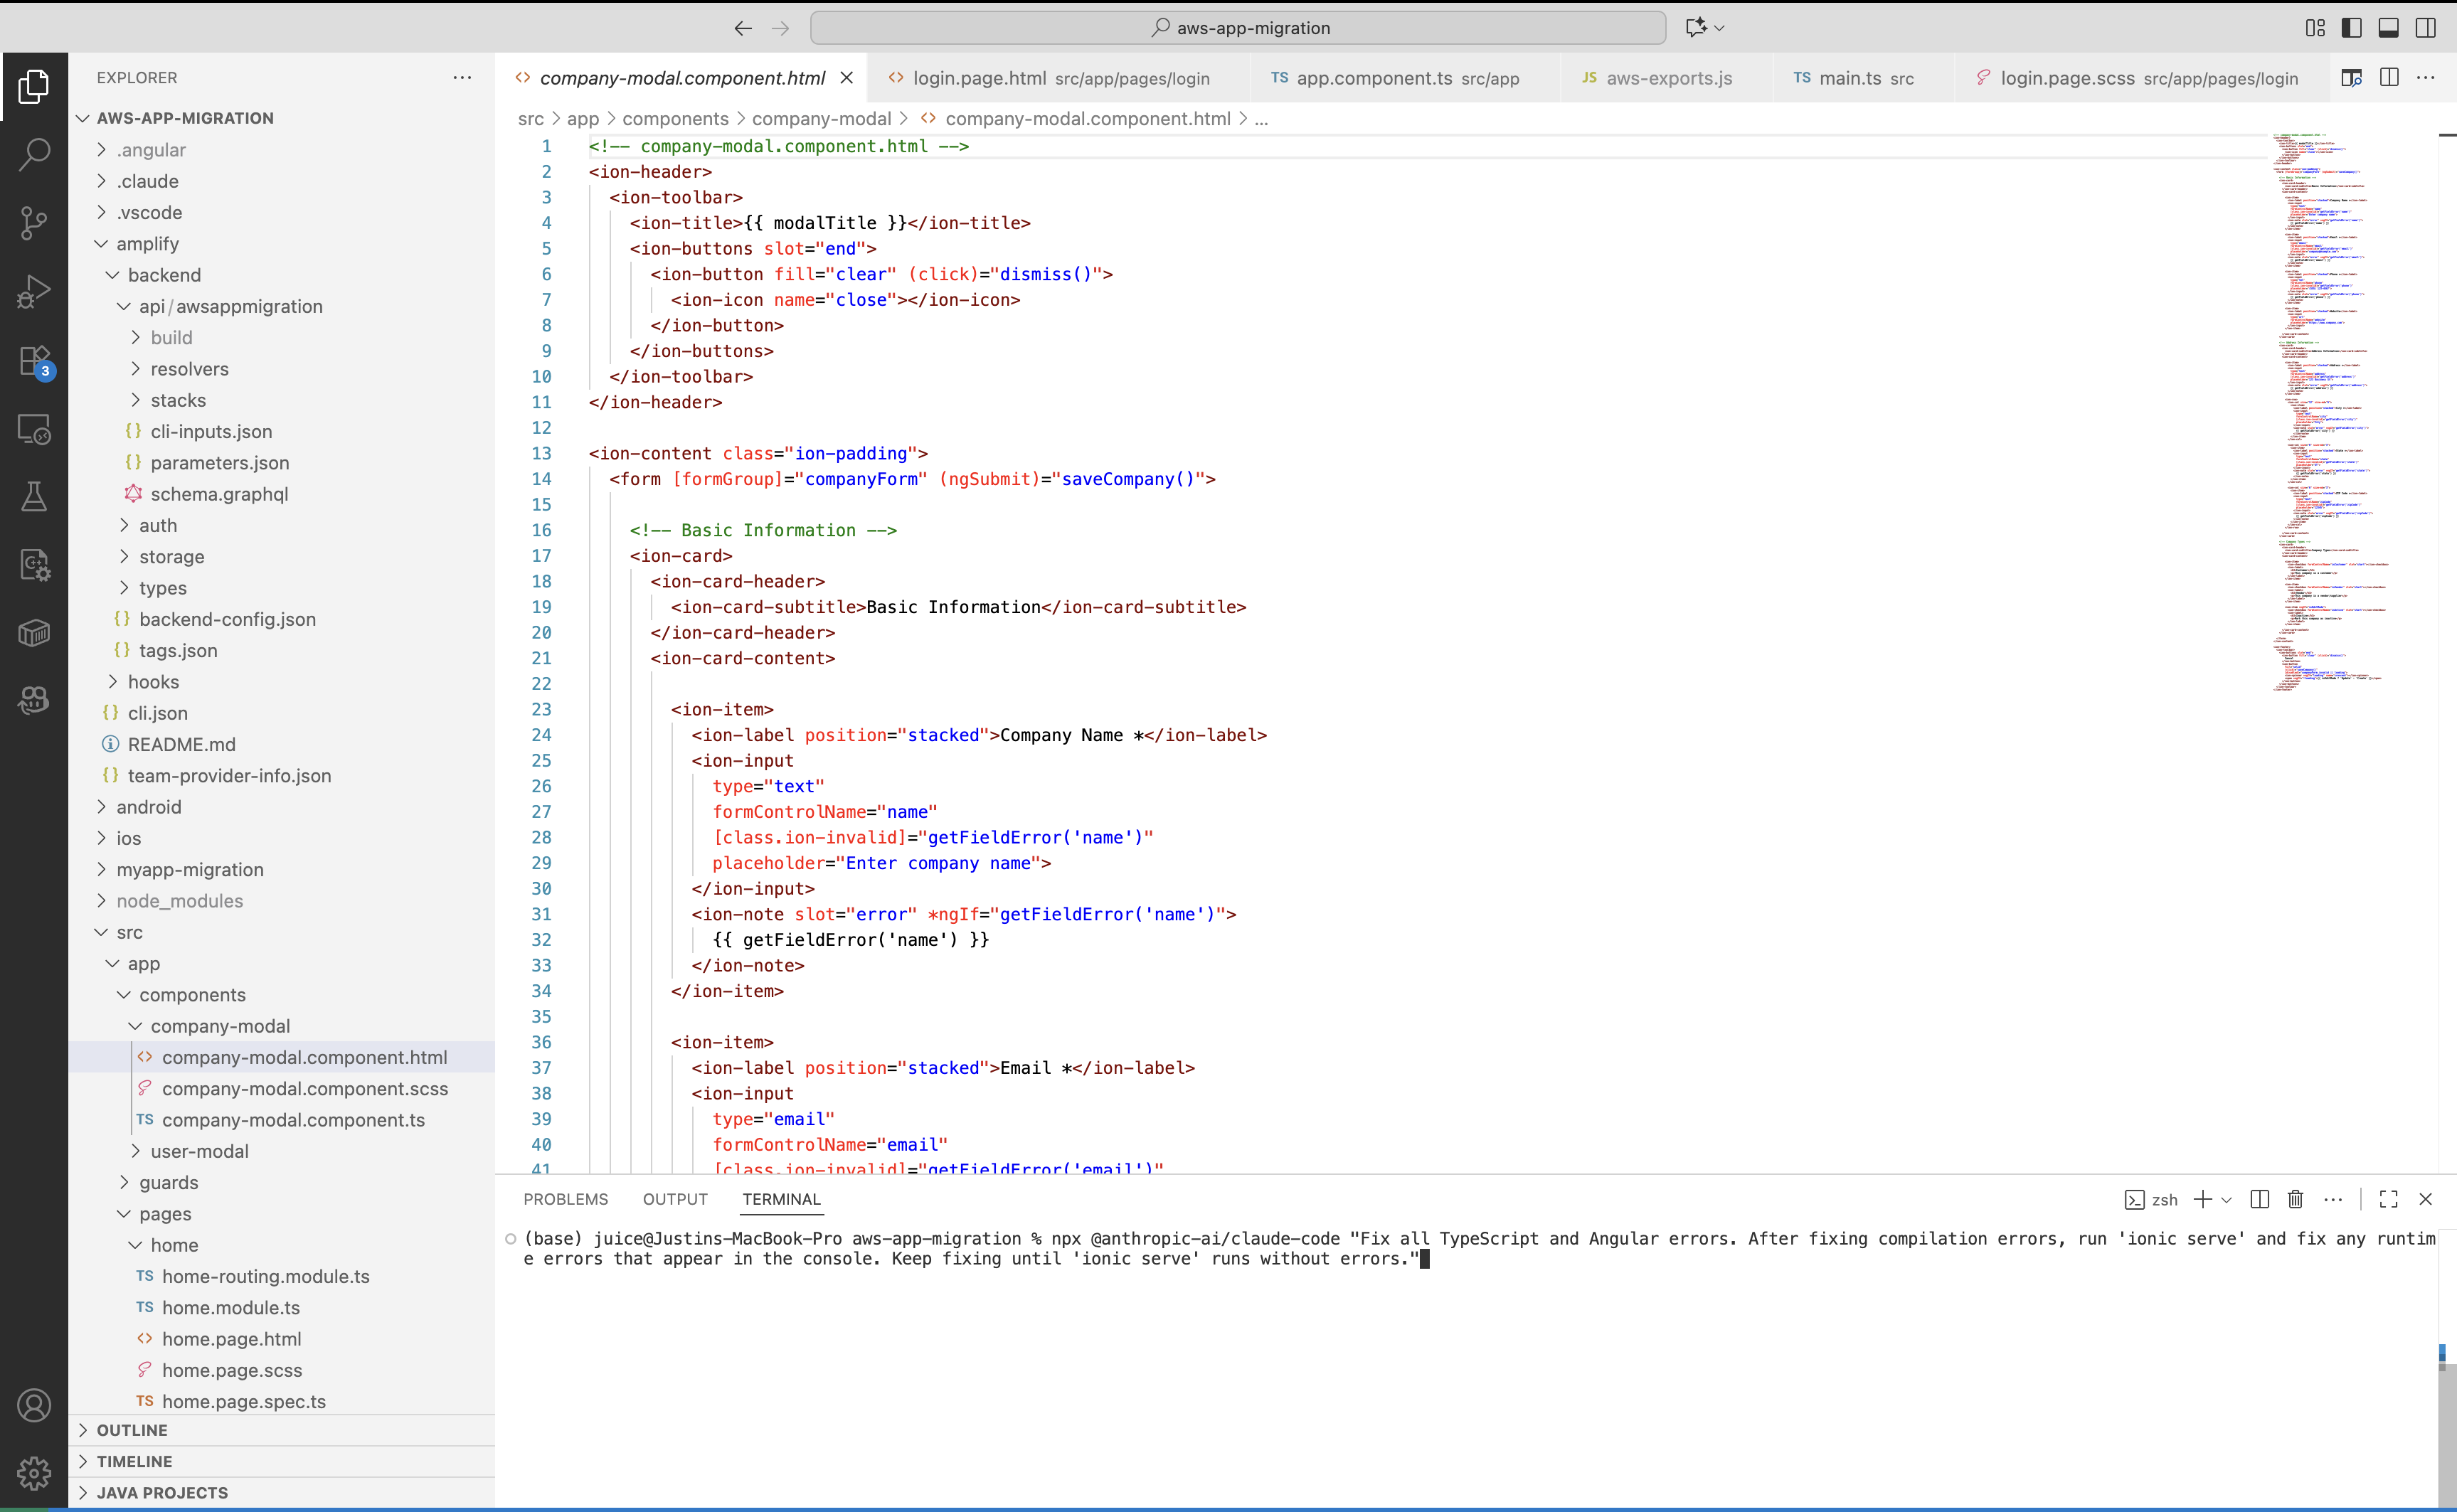 aws-app-migration
EXPLORER
AWS-APP-MIGRATION
.angular
.claude
.vscode
amplify
backend
api/awsappmigration
build
resolvers
stacks
{} cli-inputs.json
{} parameters.json
schema.graphql
auth
storage
types
{} backend-config.json
{} tags.json
hooks
{} cli.json
README.md
{} team-provider-info.json
android
ios
myapp-migration
node_modules
src
app
components
company-modal
<> company-modal.component.html
company-modal.component.scss
TS company-modal.component.ts
user-modal
guards
pages
home
TS home-routing.module.ts
TS home.module.ts
<> home.page.html
home.page.scss
TS home.page.spec.ts
OUTLINE
TIMELINE
JAVA PROJECTS
3
<> company-modal.component.html
<> login.page.html src/app/pages/login
TS app.component.ts src/app
JS aws-exports.js
TS main.ts src
login.page.scss src/app/pages/login
src > app > components > company-modal > <> company-modal.component.html > ...
1 <!-- company-modal.component.html -->
2 <ion-header>
3 <ion-toolbar>
4 <ion-title>{{ modalTitle }}</ion-title>
5 <ion-buttons slot="end">
6 <ion-button fill="clear" (click)="dismiss()">
7 <ion-icon name="close"></ion-icon>
8 </ion-button>
9 </ion-buttons>
10 </ion-toolbar>
11 </ion-header>
12
13 <ion-content class="ion-padding">
14 <form [formGroup]="companyForm" (ngSubmit)="saveCompany()">
15
16 <!-- Basic Information -->
17 <ion-card>
18 <ion-card-header>
19 <ion-card-subtitle>Basic Information</ion-card-subtitle>
20 </ion-card-header>
21 <ion-card-content>
22
23 <ion-item>
24 <ion-label position="stacked">Company Name *</ion-label>
25 <ion-input
26 type="text"
27 formControlName="name"
28 [class.ion-invalid]="getFieldError('name')"
29 placeholder="Enter company name">
30 </ion-input>
31 <ion-note slot="error" *ngIf="getFieldError('name')">
32 {{ getFieldError('name') }}
33 </ion-note>
34 </ion-item>
35
36 <ion-item>
37 <ion-label position="stacked">Email *</ion-label>
38 <ion-input
39 type="email"
40 formControlName="email"
41 [class.ion-invalid]="getFieldError('email')"
PROBLEMS OUTPUT TERMINAL
zsh
(base) juice@Justins-MacBook-Pro aws-app-migration % npx @anthropic-ai/claude-code "Fix all TypeScript and Angular errors. After fixing compilation errors, run 'ionic serve' and fix any runtim
e errors that appear in the console. Keep fixing until 'ionic serve' runs without errors."